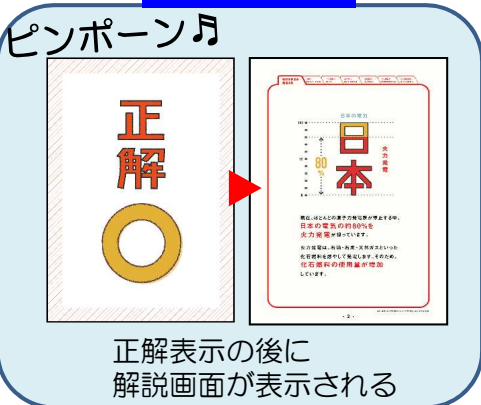 ピンポーン♬
正
解
日本の電力
日
本
80
%
火力発電
現在、ほとんどの原子力発電所が停止する中、
日本の電気の約80%を
火力発電が担っています。
火力発電は、石油・石炭・天然ガスといった
化石燃料を燃やして発電します。そのため、
化石燃料の使用量が増加
しています。
- 2 -
正解表示の後に
解説画面が表示される